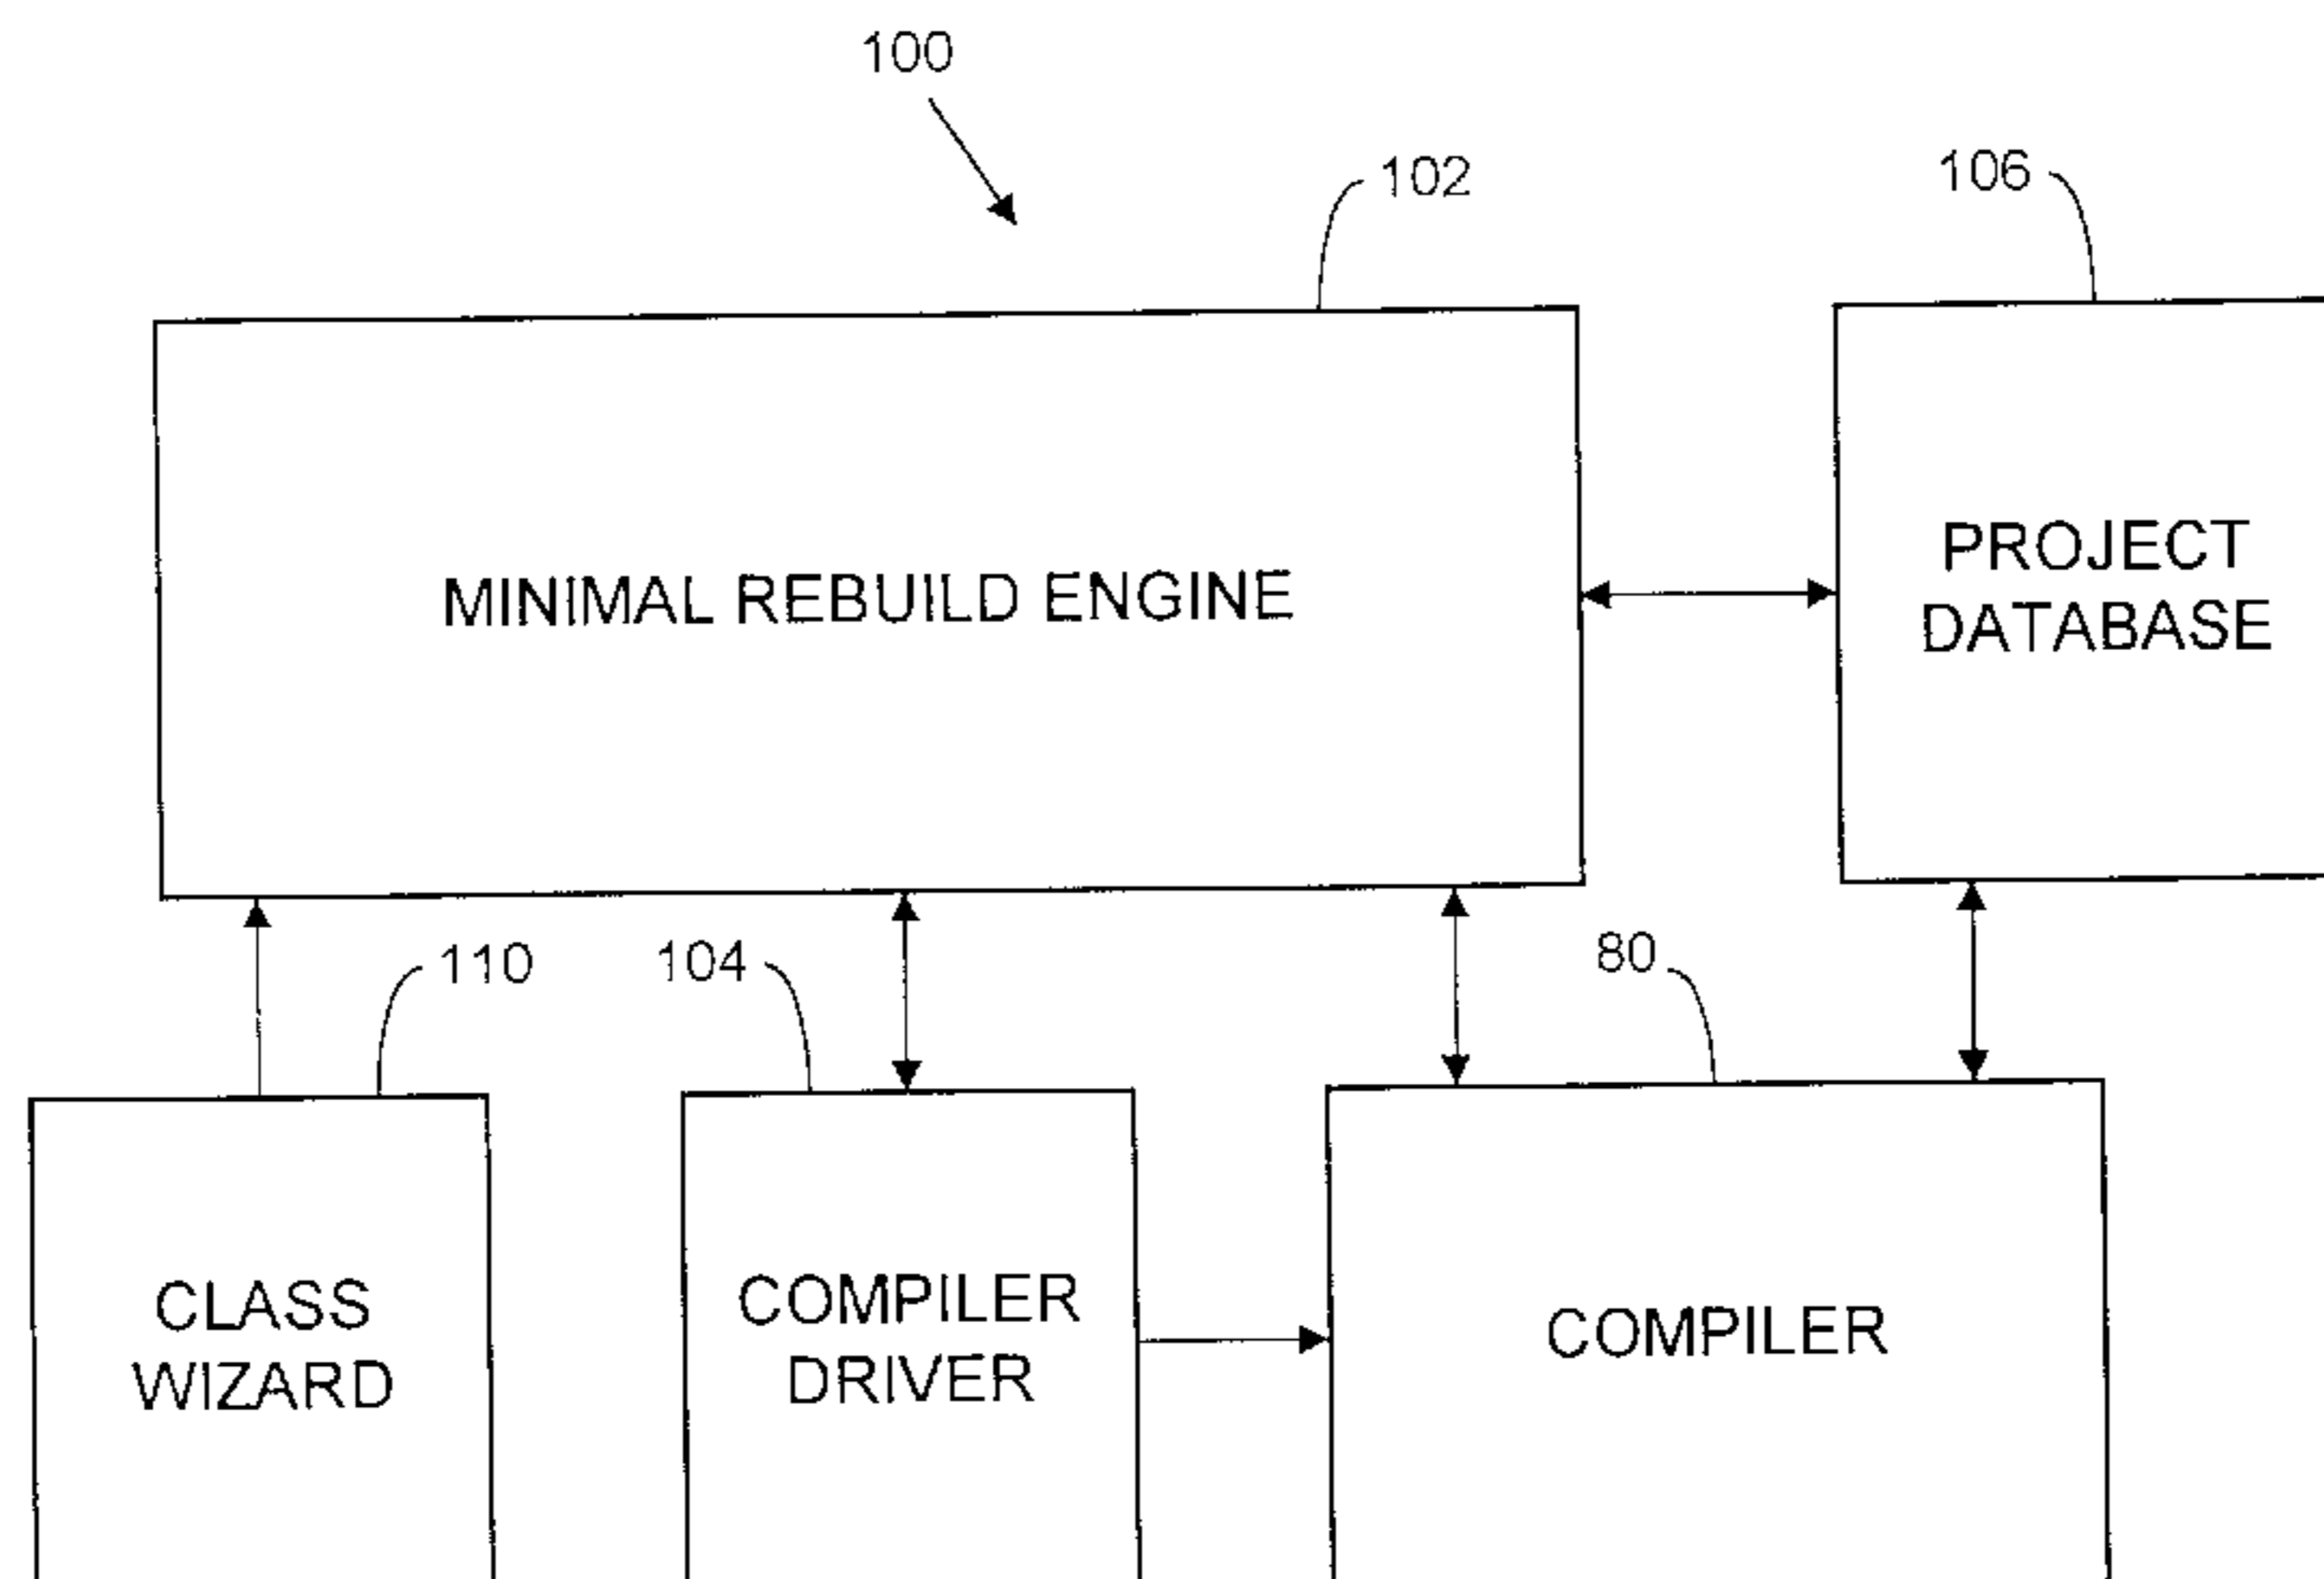 100
102
106
MINIMAL REBUILD ENGINE
PROJECT
DATABASE
110
104
80
CLASS
WIZARD
COMPILER
DRIVER
COMPILER